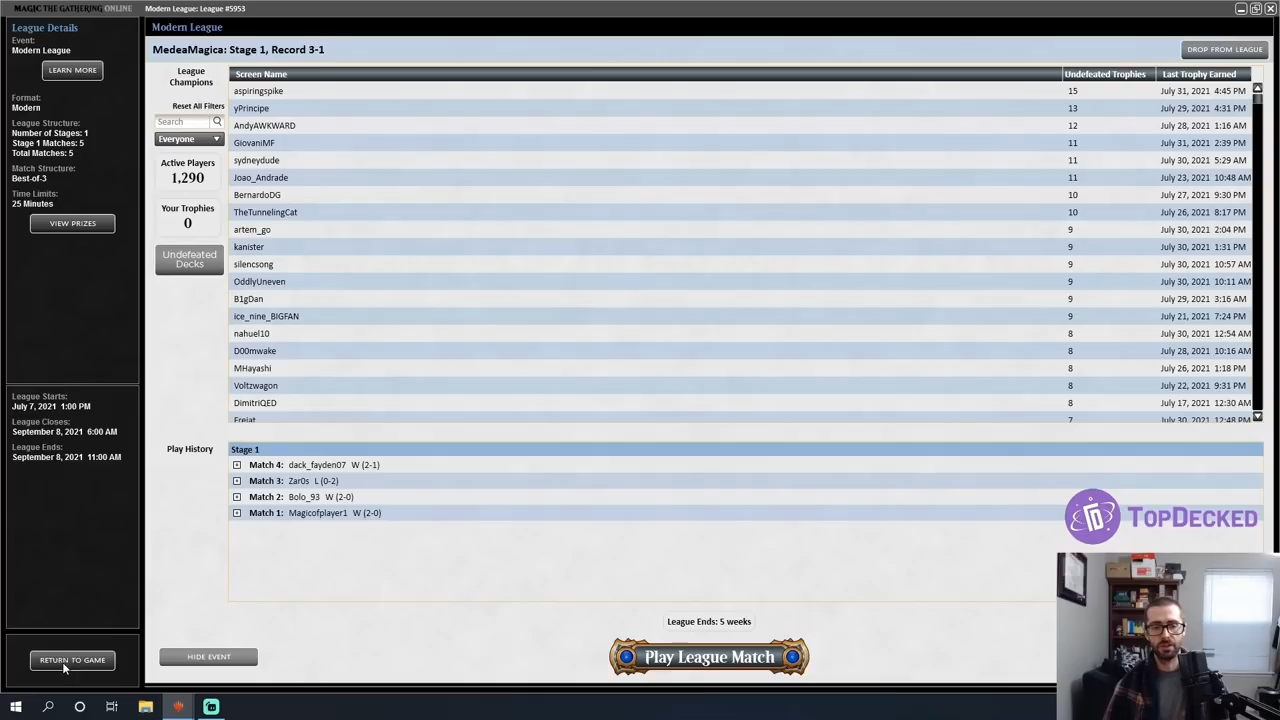 MAGIC THE GATHERING ONLINE
Modern League: League #5953
League Details
Event:
Modern League
LEARN MORE
Format:
Modern
League Structure:
Number of Stages: 1
Stage 1 Matches: 5
Total Matches: 5
Match Structure:
Best-of-3
Time Limits:
25 Minutes
VIEW PRIZES
League Starts:
July 7, 2021 1:00 PM
League Closes:
September 8, 2021 6:00 AM
League Ends:
September 8, 2021 11:00 AM
RETURN TO GAME
Modern League
MedeaMagica: Stage 1, Record 3-1
DROP FROM LEAGUE
League Champions
Reset All Filters
Search
Everyone
Active Players
1,290
Your Trophies
0
Undefeated Decks
Screen Name Undefeated Trophies Last Trophy Earned
aspiringspike 15 July 31, 2021 4:45 PM
yPrincipe 13 July 29, 2021 4:31 PM
AndyAWKWARD 12 July 28, 2021 1:16 AM
GiovaniMF 11 July 31, 2021 2:39 PM
sydneydude 11 July 30, 2021 5:29 AM
Joao_Andrade 11 July 23, 2021 10:48 AM
BernardoDG 10 July 27, 2021 9:30 PM
TheTunnelingCat 10 July 26, 2021 8:17 PM
artem_go 9 July 30, 2021 2:04 PM
kanister 9 July 30, 2021 1:31 PM
silencsong 9 July 30, 2021 10:57 AM
OddlyUneven 9 July 30, 2021 10:11 AM
B1gDan 9 July 29, 2021 3:16 AM
ice_nine_BIGFAN 9 July 21, 2021 7:24 PM
nahuel10 8 July 30, 2021 12:54 AM
D00mwake 8 July 28, 2021 10:16 AM
MHayashi 8 July 26, 2021 1:18 PM
Voltzwagon 8 July 22, 2021 9:31 PM
DimitriQED 8 July 17, 2021 12:30 AM
Frejat 7 July 30, 2021 12:48 PM
Play History
Stage 1
Match 4: dack_fayden07 W (2-1)
Match 3: Zar0s L (0-2)
Match 2: Bolo_93 W (2-0)
Match 1: Magicofplayer1 W (2-0)
TOPDECKED
League Ends: 5 weeks
HIDE EVENT
Play League Match